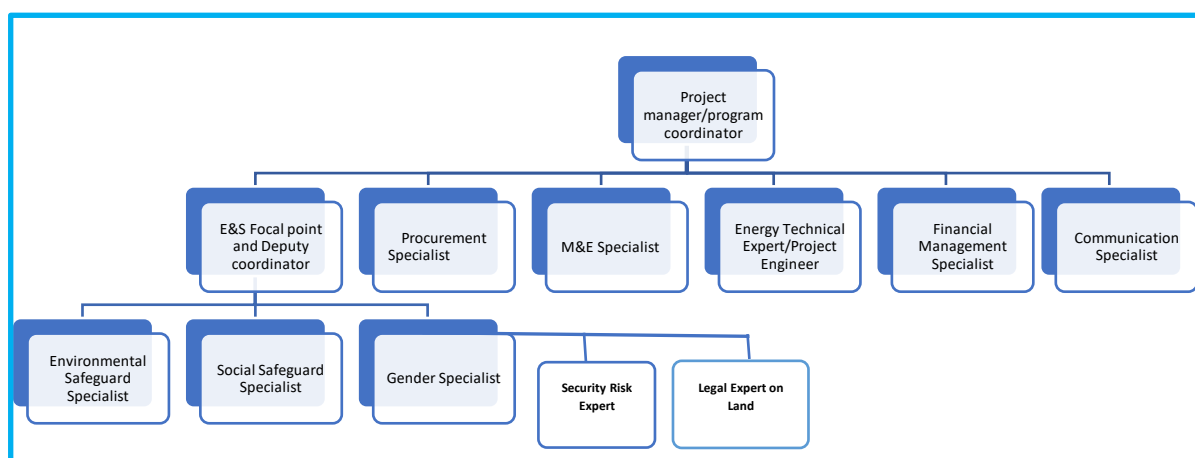 Project
manager/program
coordinator
E&S Focal point
and Deputy
coordinator
Procurement
Specialist
M&E Specialist
Energy Technical
Expert/Project
Engineer
Financial
Management
Specialist
Communication
Specialist
Environmental
Safeguard
Specialist
Social Safeguard
Specialist
Gender Specialist
Security Risk
Expert
Legal Expert on
Land